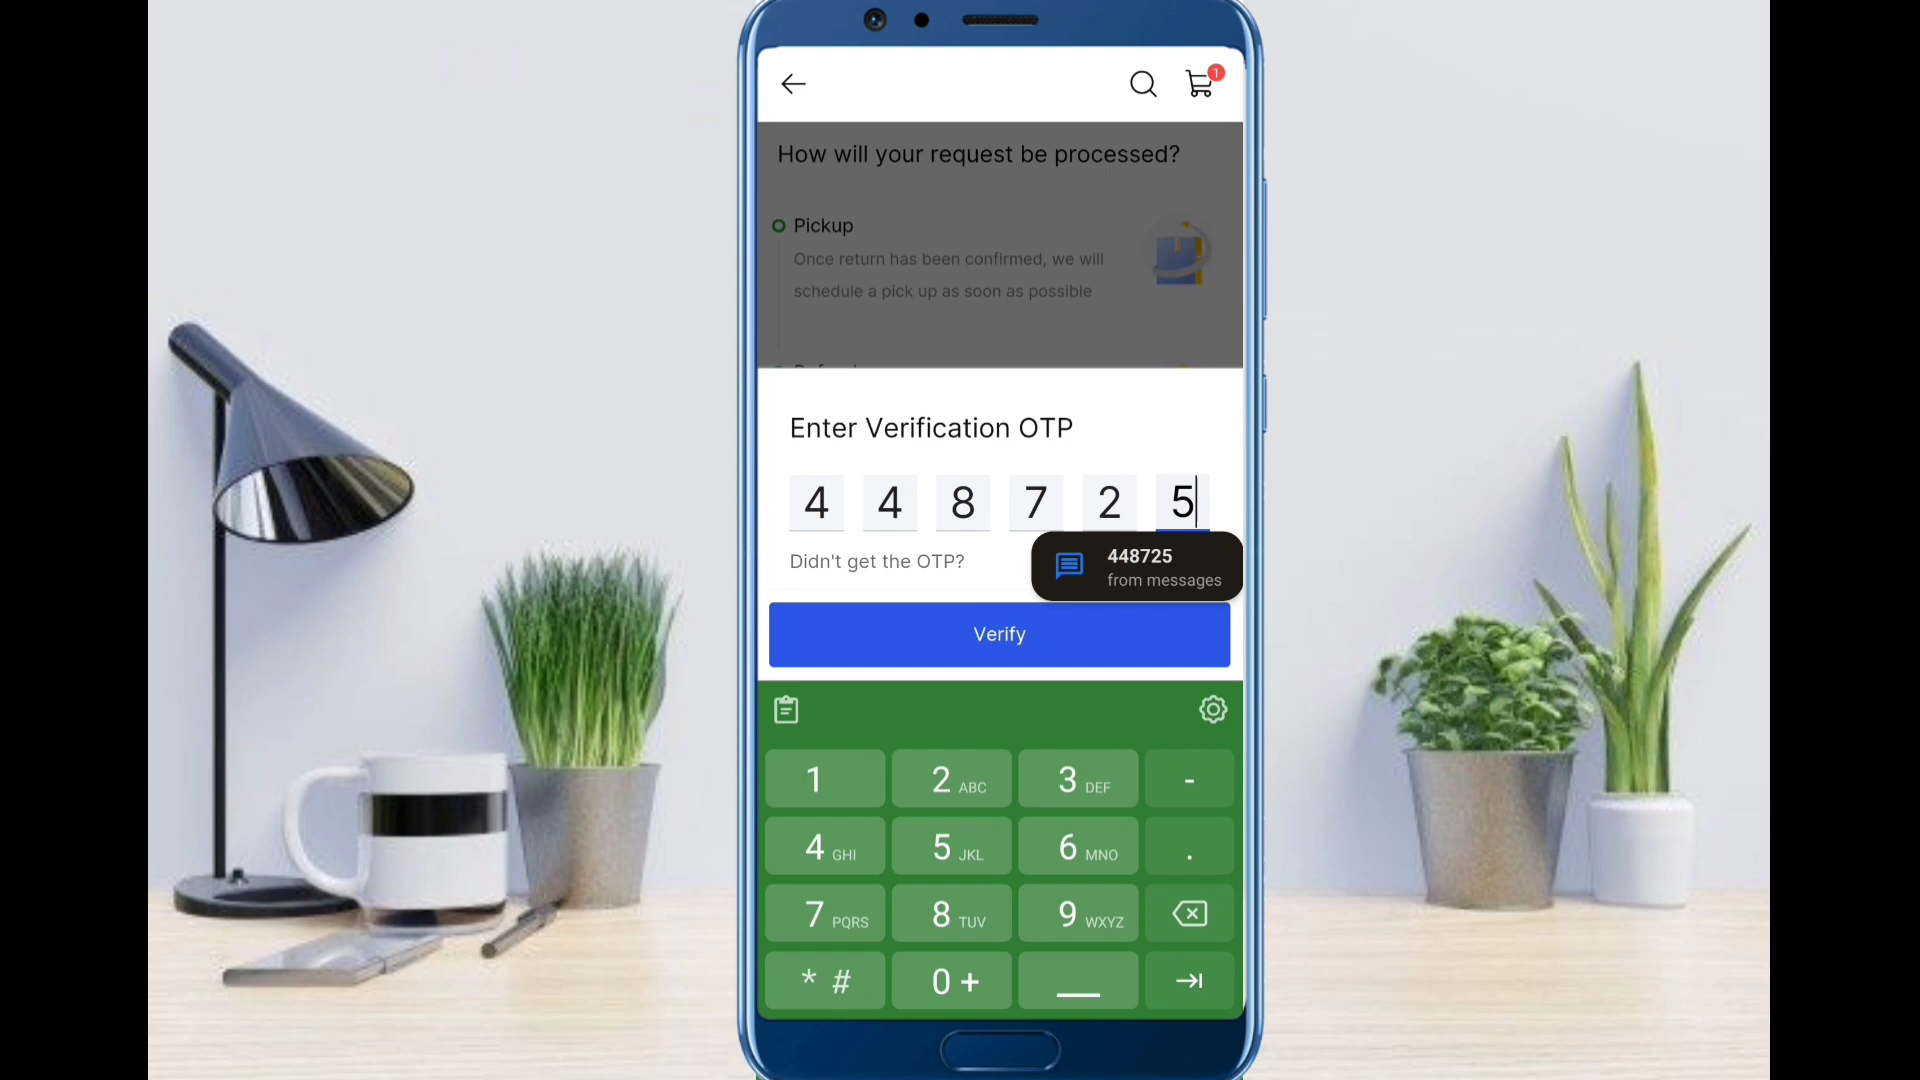 1
How will your request be processed?
Pickup
Once return has been confirmed, we will
schedule a pick up as soon as possible
Enter Verification OTP
4 4 8 7 2 5
Didn't get the OTP?
448725
from messages
Verify
1 2 ABC 3 DEF -
4 GHI 5 JKL 6 MNO .
7 PQRS 8 TUV 9 WXYZ
* # 0 +